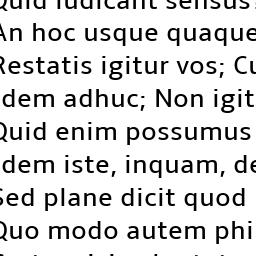 Quid iudicant sensus?
An hoc usque quaque
Restatis igitur vos; Cu
dem adhuc; Non igit
Quid enim possumus
dem iste, inquam, de
Sed plane dicit quod
Quo modo autem phi